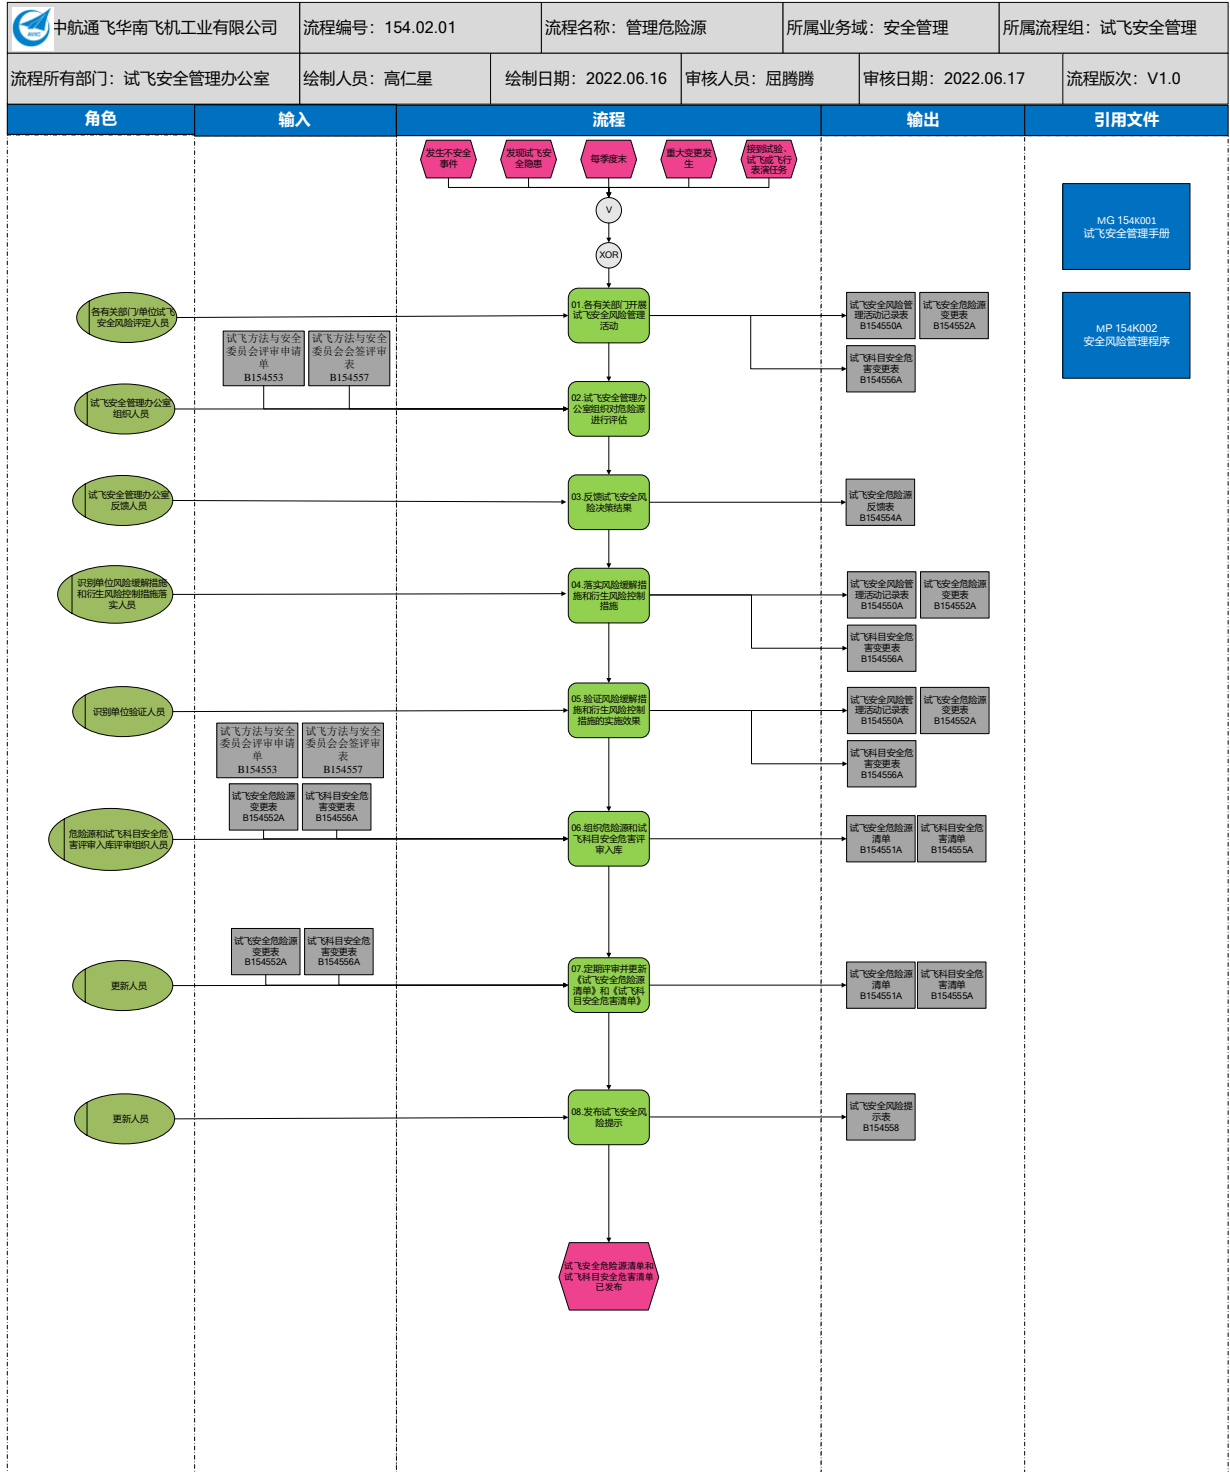 中航通飞华南飞机工业有限公司
流程编号：154.02.01
流程名称：管理危险源
所属业务域：安全管理
所属流程组：试飞安全管理
流程所有部门：试飞安全管理办公室
绘制人员：高仁星
绘制日期：2022.06.16
审核人员：屈腾腾
审核日期：2022.06.17
流程版次：V1.0
角色
输入
流程
输出
引用文件
发生不安全
事件
发现试飞安
全隐患
每季度末
重大变更发
生
接到试验、
试飞或飞行
表演任务
V
XOR
MG 154K001
试飞安全管理手册
MP 154K002
安全风险管理程序
各有关部门/单位试飞
安全风险评定人员
01.各有关部门开展
试飞安全风险管理
活动
试飞安全风险管
理活动记录表
B154550A
试飞安全危险源
变更表
B154552A
试飞科目安全危
害变更表
B154556A
试飞方法与安全
委员会评审申请
单
B154553
试飞方法与安全
委员会会签评审
表
B154557
试飞安全管理办公室
组织人员
02.试飞安全管理办
公室组织对危险源
进行评估
试飞安全管理办公室
反馈人员
03.反馈试飞安全风
险决策结果
试飞安全危险源
反馈表
B154554A
识别单位风险缓解措施
和衍生风险控制措施落
实人员
04.落实风险缓解措
施和衍生风险控制
措施
试飞安全风险管
理活动记录表
B154550A
试飞安全危险源
变更表
B154552A
试飞科目安全危
害变更表
B154556A
识别单位验证人员
05.验证风险缓解措
施和衍生风险控制
措施的实施效果
试飞安全风险管
理活动记录表
B154550A
试飞安全危险源
变更表
B154552A
试飞科目安全危
害变更表
B154556A
试飞方法与安全
委员会评审申请
单
B154553
试飞方法与安全
委员会会签评审
表
B154557
试飞安全危险源
变更表
B154552A
试飞科目安全危
害变更表
B154556A
危险源和试飞科目安全危
害评审入库评审组织人员
06.组织危险源和试
飞科目安全危害评
审入库
试飞安全危险源
清单
B154551A
试飞科目安全危
害清单
B154555A
试飞安全危险源
变更表
B154552A
试飞科目安全危
害变更表
B154556A
更新人员
07.定期评审并更新
《试飞安全危险源
清单》和《试飞科
目安全危害清单》
试飞安全危险源
清单
B154551A
试飞科目安全危
害清单
B154555A
更新人员
08.发布试飞安全风
险提示
试飞安全风险提
示表
B154558
试飞安全危险源清单和
试飞科目安全危害清单
已发布